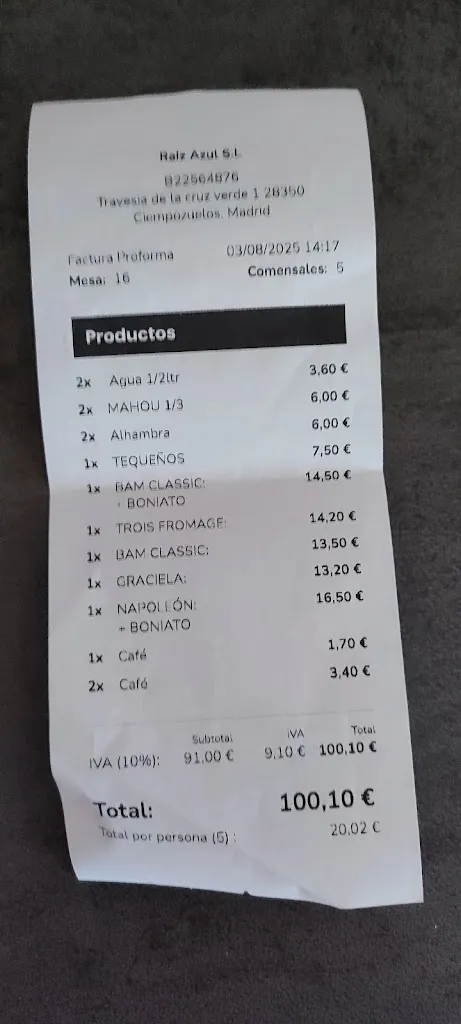 Raiz Azul S.L
B22564876
Travesia de la cruz verde 1 28350
Ciempozuelos, Madrid
Factura Proforma 03/08/2025 14:17
Mesa: 16 Comensales: 5
Productos
2x Agua 1/2ltr 3,60 €
2x MAHOU 1/3 6,00 €
2x Alhambra 6,00 €
1x TEQUEÑOS 7,50 €
1x BAM CLASSIC: 14,50 €
+ BONIATO
1x TROIS FROMAGE: 14,20 €
1x BAM CLASSIC: 13,50 €
1x GRACIELA: 13,20 €
1x NAPOLEÓN: 16,50 €
+ BONIATO
1x Café 1,70 €
2x Café 3,40 €
Subtotal IVA Total
IVA (10%): 91,00 € 9,10 € 100,10 €
Total: 100,10 €
Total por persona (5) : 20,02 €